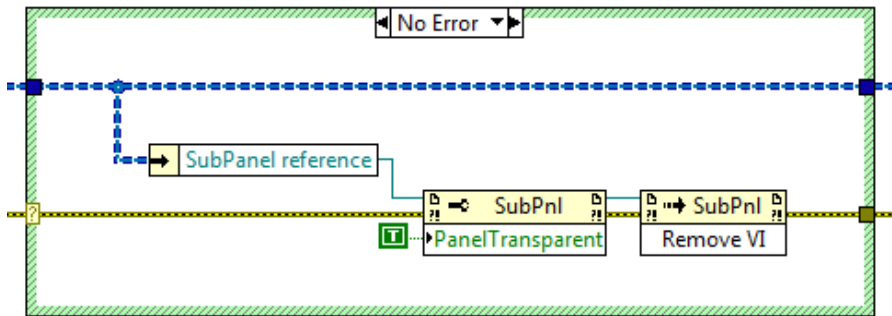 No Error
SubPanel reference
?
SubPnl
?!
?!
T
PanelTransparent
SubPnl
?!
?!
Remove VI